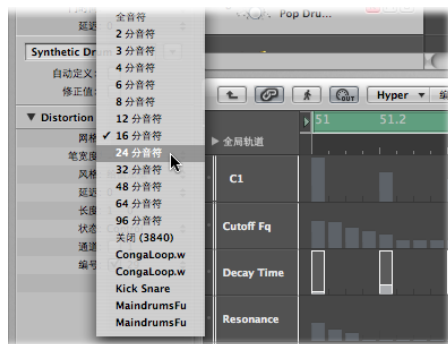 全音符
2 分音符
3 分音符
4 分音符
6 分音符
8 分音符
12 分音符
✓ 16 分音符
24 分音符
32 分音符
48 分音符
64 分音符
96 分音符
关闭 (3840)
CongaLoop.w
CongaLoop.w
Kick Snare
MaindrumsFu
MaindrumsFu
延迟
Synthetic Dr
自定义:
修正值:
▼ Distortion
网格
笔宽度
风格
延迟
长度
状态
通道
编号
Pop Dru...
OUT
Hyper ▼
51
51.2
▶ 全局轨道
C1
Cutoff Fq
Decay Time
Resonance